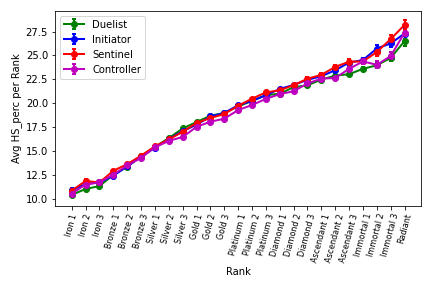 Duelist
Initiator
Sentinel
Controller
Avg HS_perc per Rank
27.5
25.0
22.5
20.0
17.5
15.0
12.5
10.0
Iron 1
Iron 2
Iron 3
Bronze 1
Bronze 2
Bronze 3
Silver 1
Silver 2
Silver 3
Gold 1
Gold 2
Gold 3
Platinum 1
Platinum 2
Platinum 3
Diamond 1
Diamond 2
Diamond 3
Ascendant 1
Ascendant 2
Ascendant 3
Immortal 1
Immortal 2
Immortal 3
Radiant
Rank